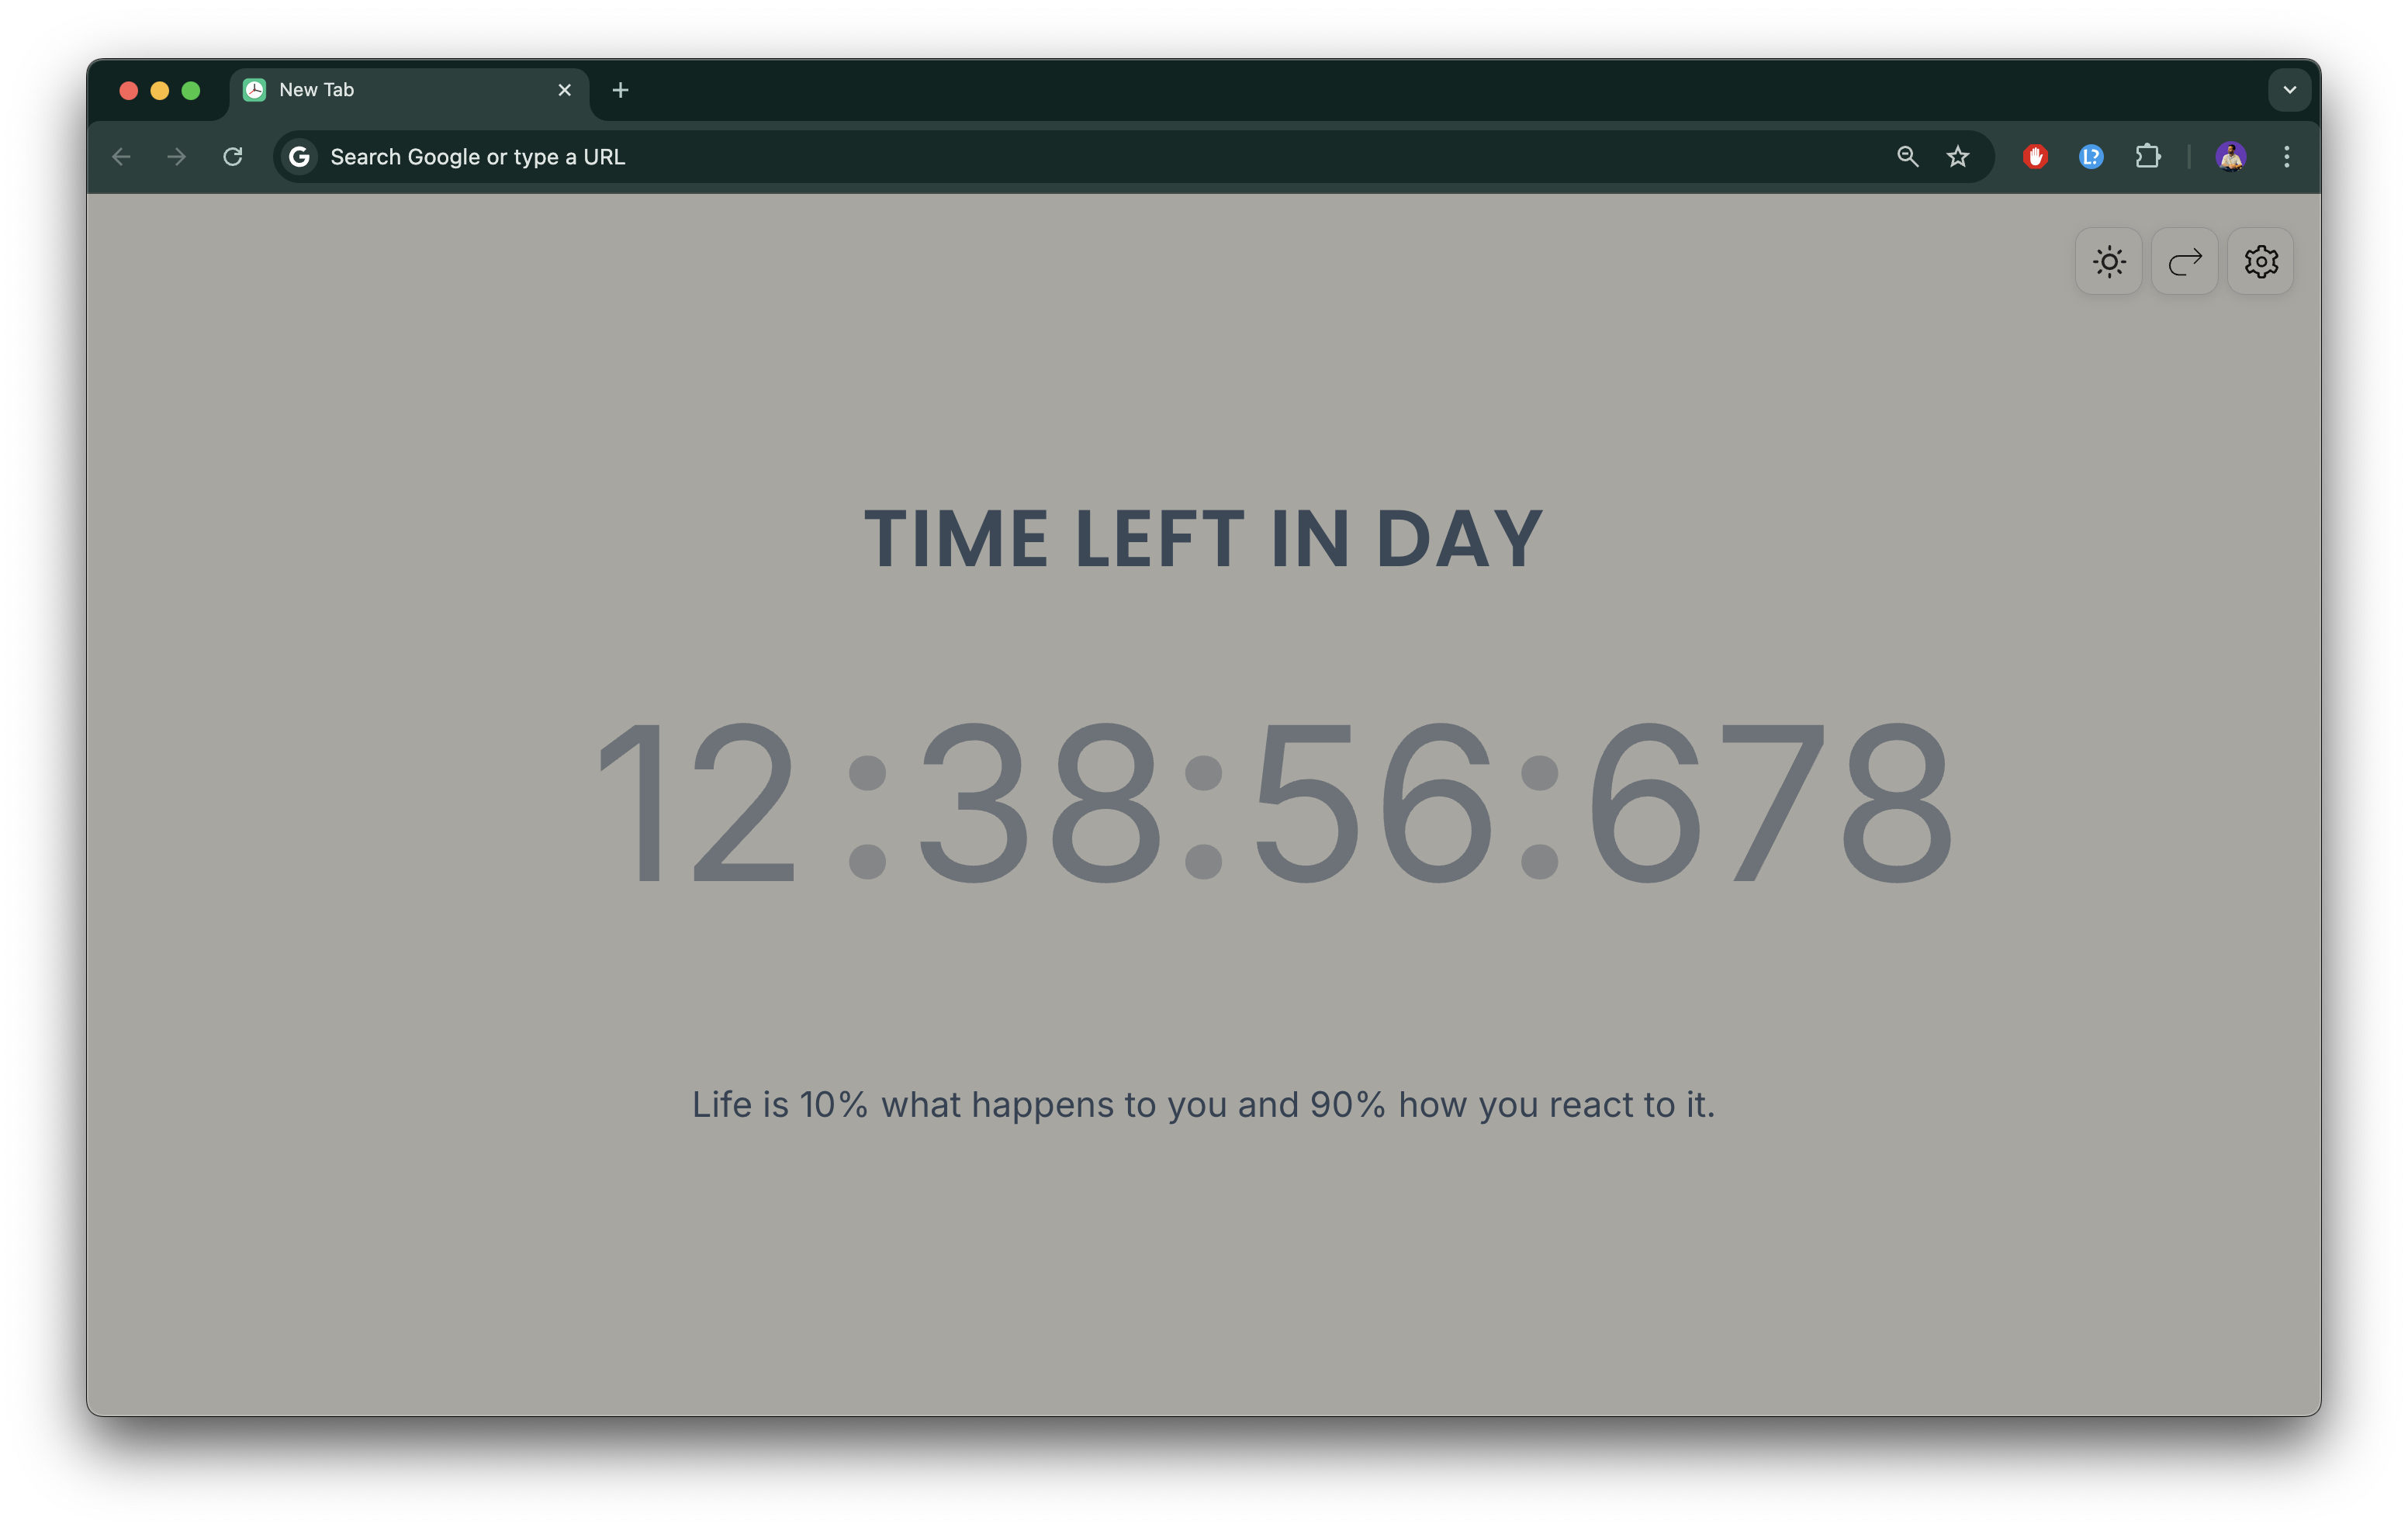 New Tab
Search Google or type a URL
L?
TIME LEFT IN DAY
12:38:56:678
Life is 10% what happens to you and 90% how you react to it.